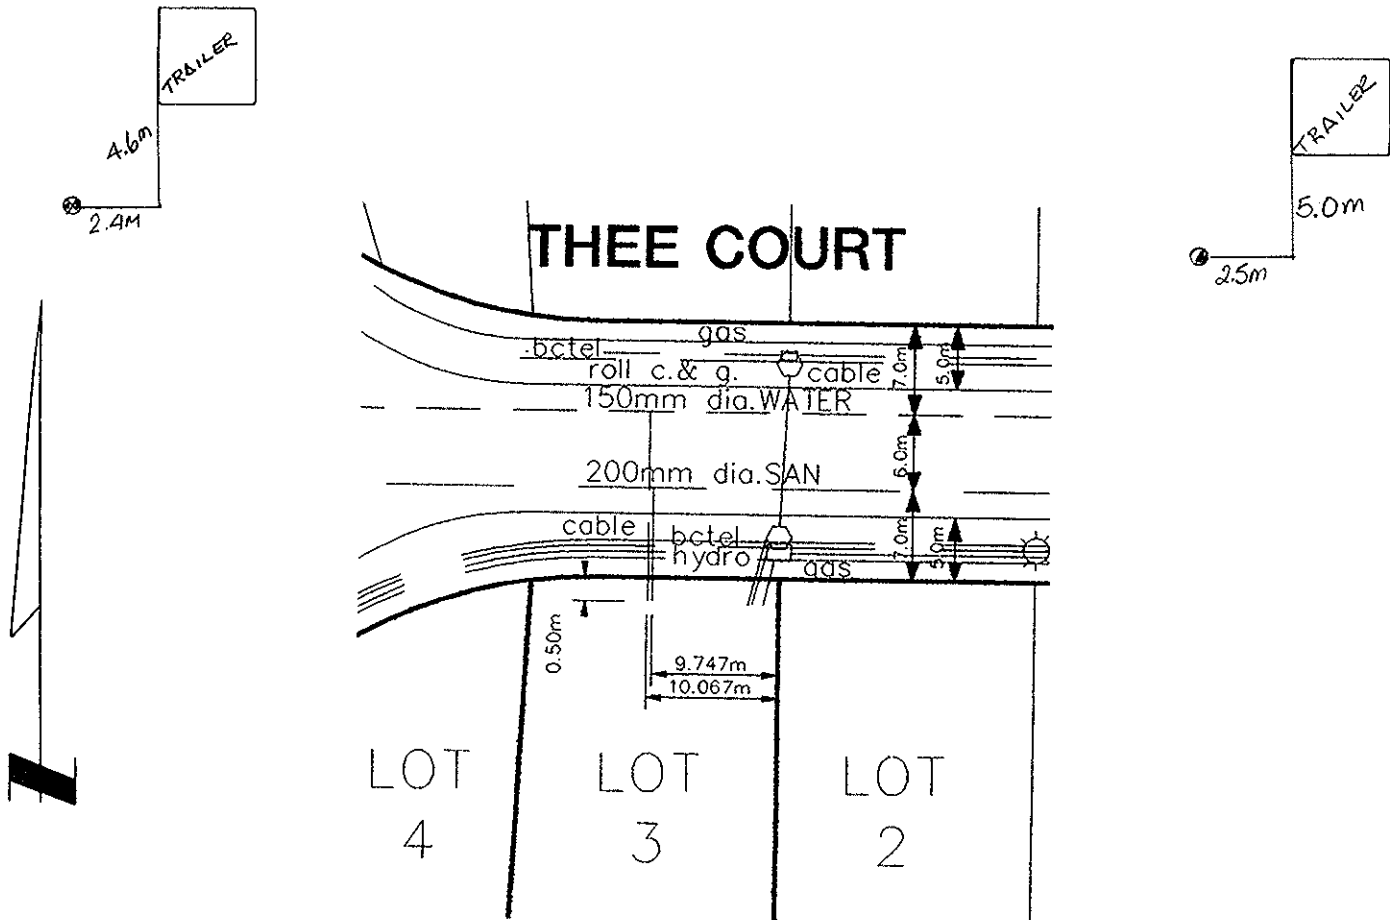 TRAILER
4.6m
2.4M
TRAILER
5.0m
2.5m
THEE COURT
gas
bctel
roll c.& g.
cable
7.0m
5.0m
150mm dia.WATER
6.0m
200mm dia.SAN
cable
bctel
hydro
gas
7.0m
5.0m
0.50m
9.747m
10.067m
LOT
4
LOT
3
LOT
2